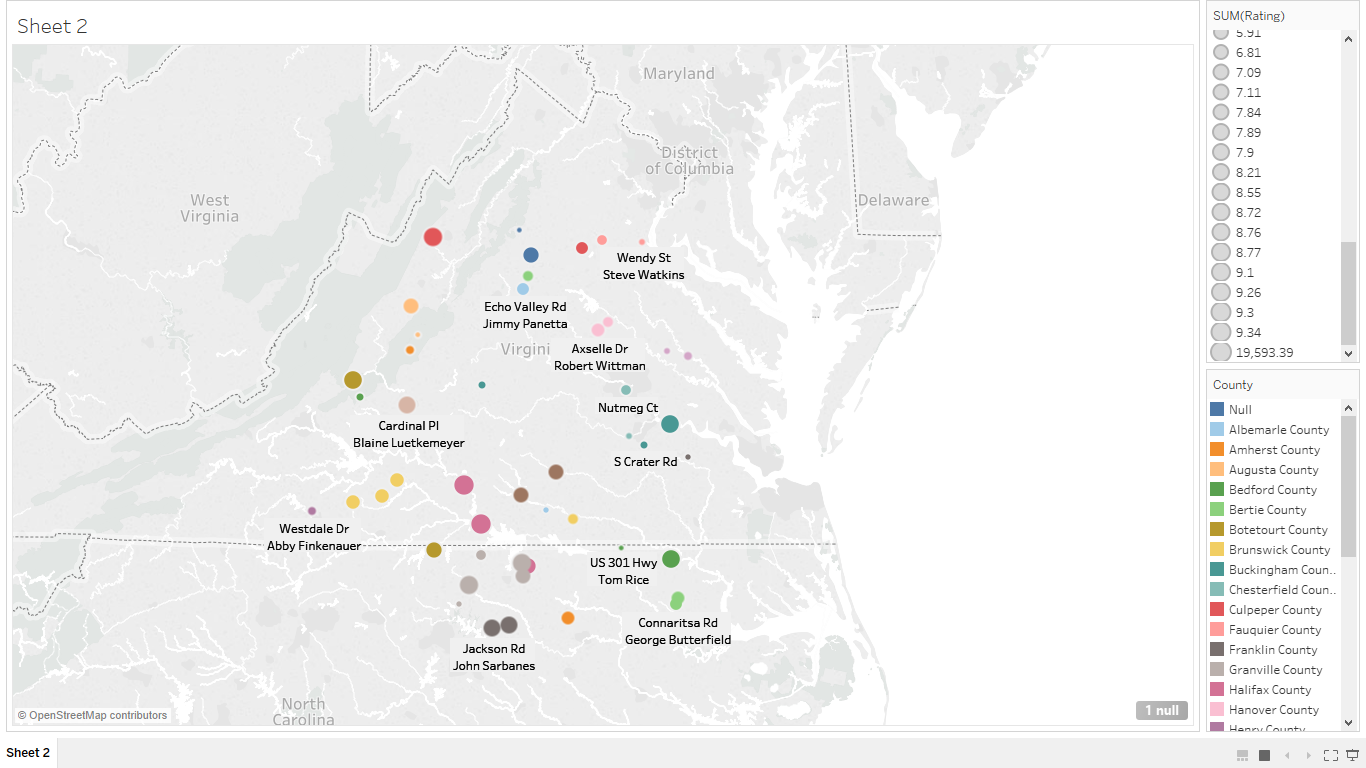 Sheet 2
Maryland
District
of Columbia
West
Virginia
Delaware
Wendy St
Steve Watkins
Echo Valley Rd
Jimmy Panetta
Virgini
Axselle Dr
Robert Wittman
Nutmeg Ct
Cardinal Pl
Blaine Luetkemeyer
S Crater Rd
Westdale Dr
Abby Finkenauer
US 301 Hwy
Tom Rice
Connaritsa Rd
George Butterfield
Jackson Rd
John Sarbanes
North
Carolina
© OpenStreetMap contributors
1 null
SUM(Rating)
5.91
6.81
7.09
7.11
7.84
7.89
7.9
8.21
8.55
8.72
8.76
8.77
9.1
9.26
9.3
9.34
19,593.39
County
Null
Albemarle County
Amherst County
Augusta County
Bedford County
Bertie County
Botetourt County
Brunswick County
Buckingham Coun..
Chesterfield Coun..
Culpeper County
Fauquier County
Franklin County
Granville County
Halifax County
Hanover County
Henry County
Sheet 2